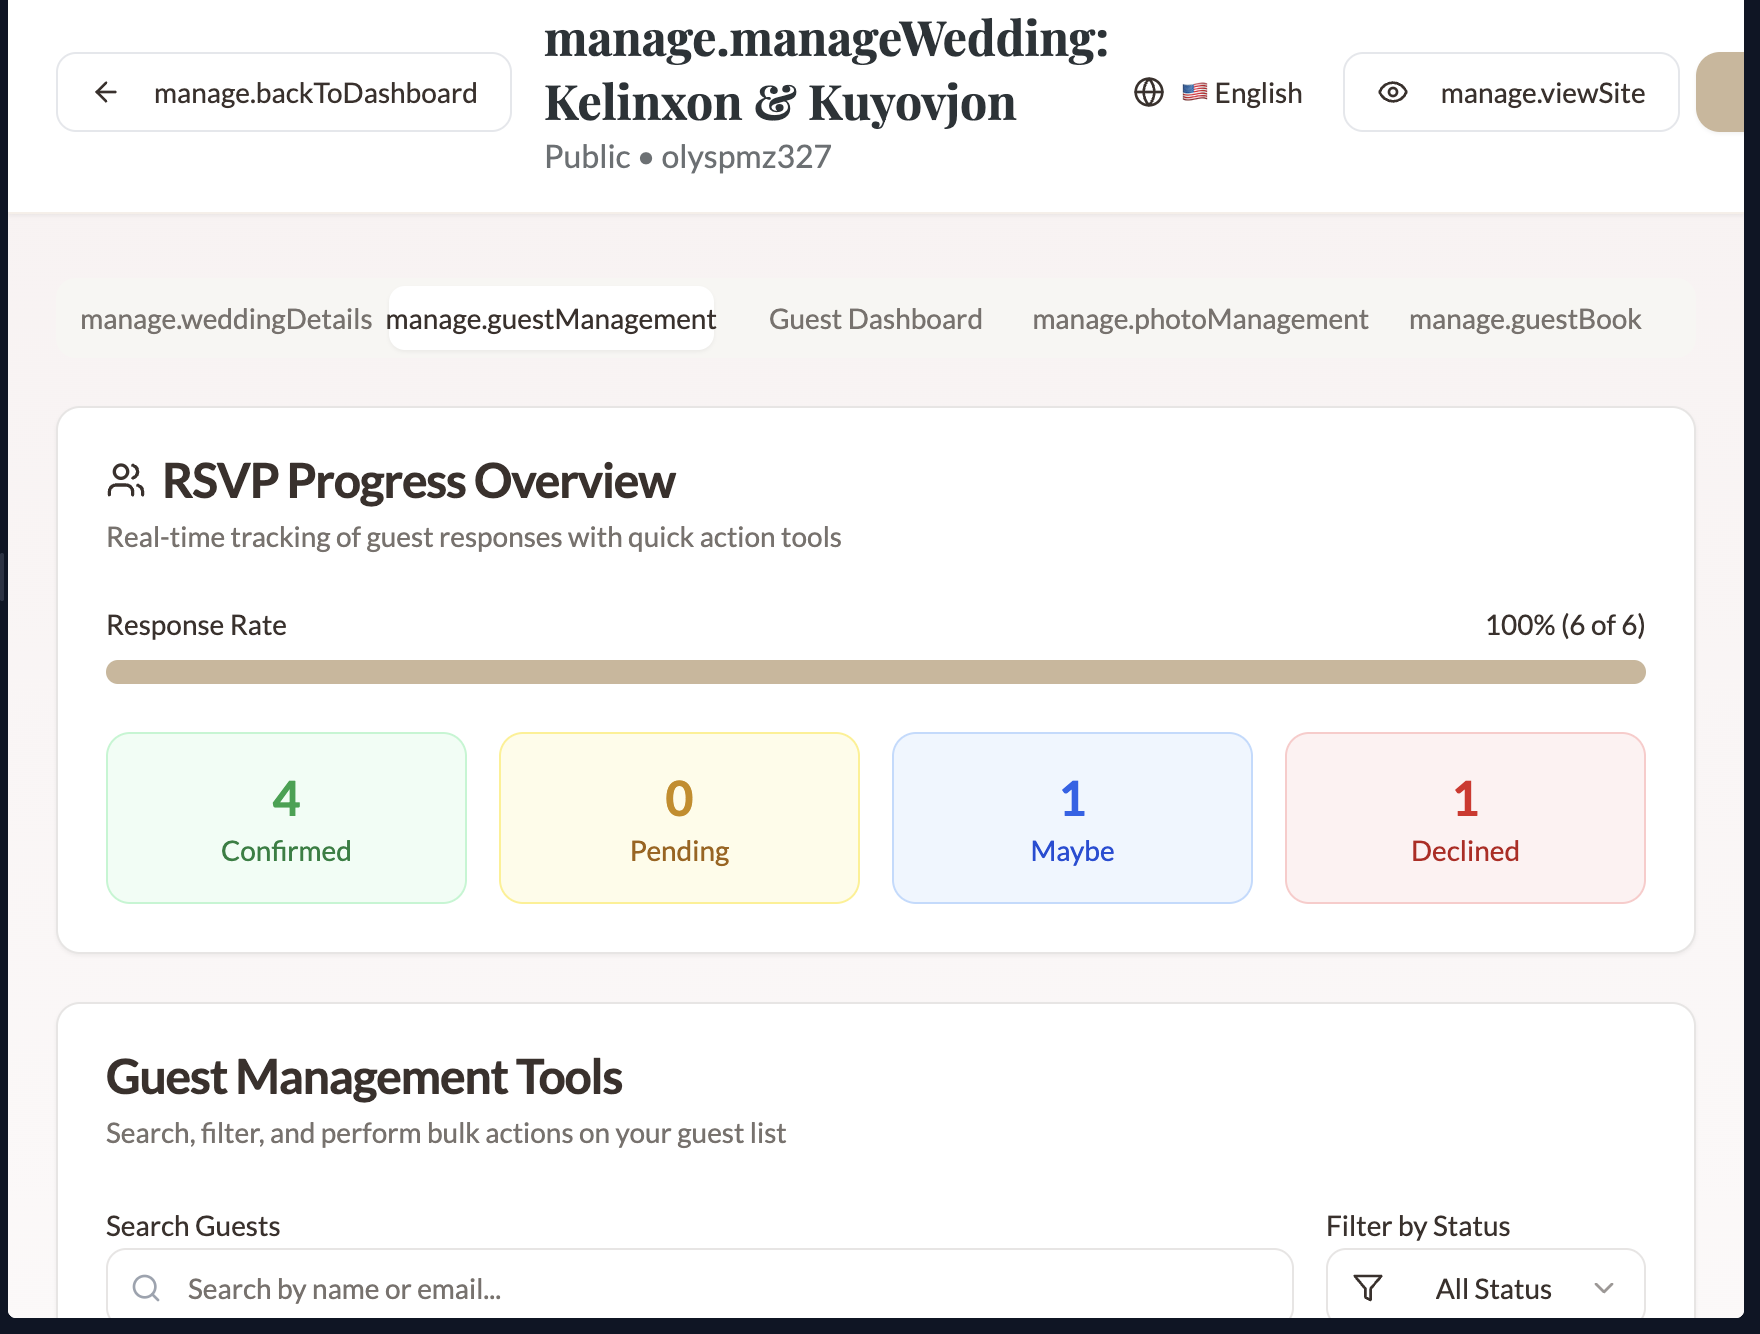 manage.backToDashboard
manage.manageWedding:
Kelinxon & Kuyovjon
Public • olyspmz327
English
manage.viewSite
manage.weddingDetails
manage.guestManagement
Guest Dashboard
manage.photoManagement
manage.guestBook
RSVP Progress Overview
Real-time tracking of guest responses with quick action tools
Response Rate
100% (6 of 6)
4
Confirmed
0
Pending
1
Maybe
1
Declined
Guest Management Tools
Search, filter, and perform bulk actions on your guest list
Search Guests
Search by name or email...
Filter by Status
All Status